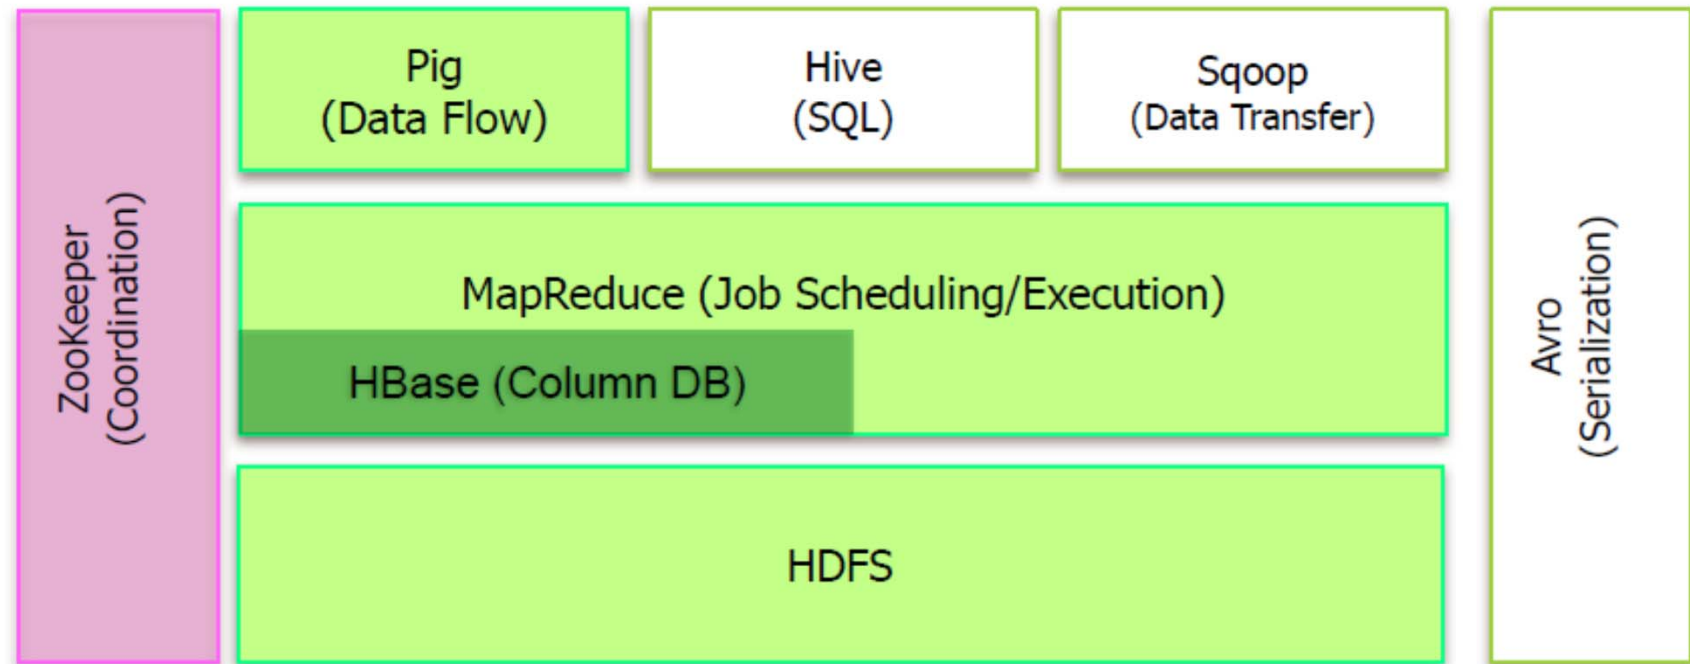 ZooKeeper
(Coordination)
Pig
(Data Flow)
Hive
(SQL)
Sqoop
(Data Transfer)
MapReduce (Job Scheduling/Execution)
HBase (Column DB)
HDFS
Avro
(Serialization)